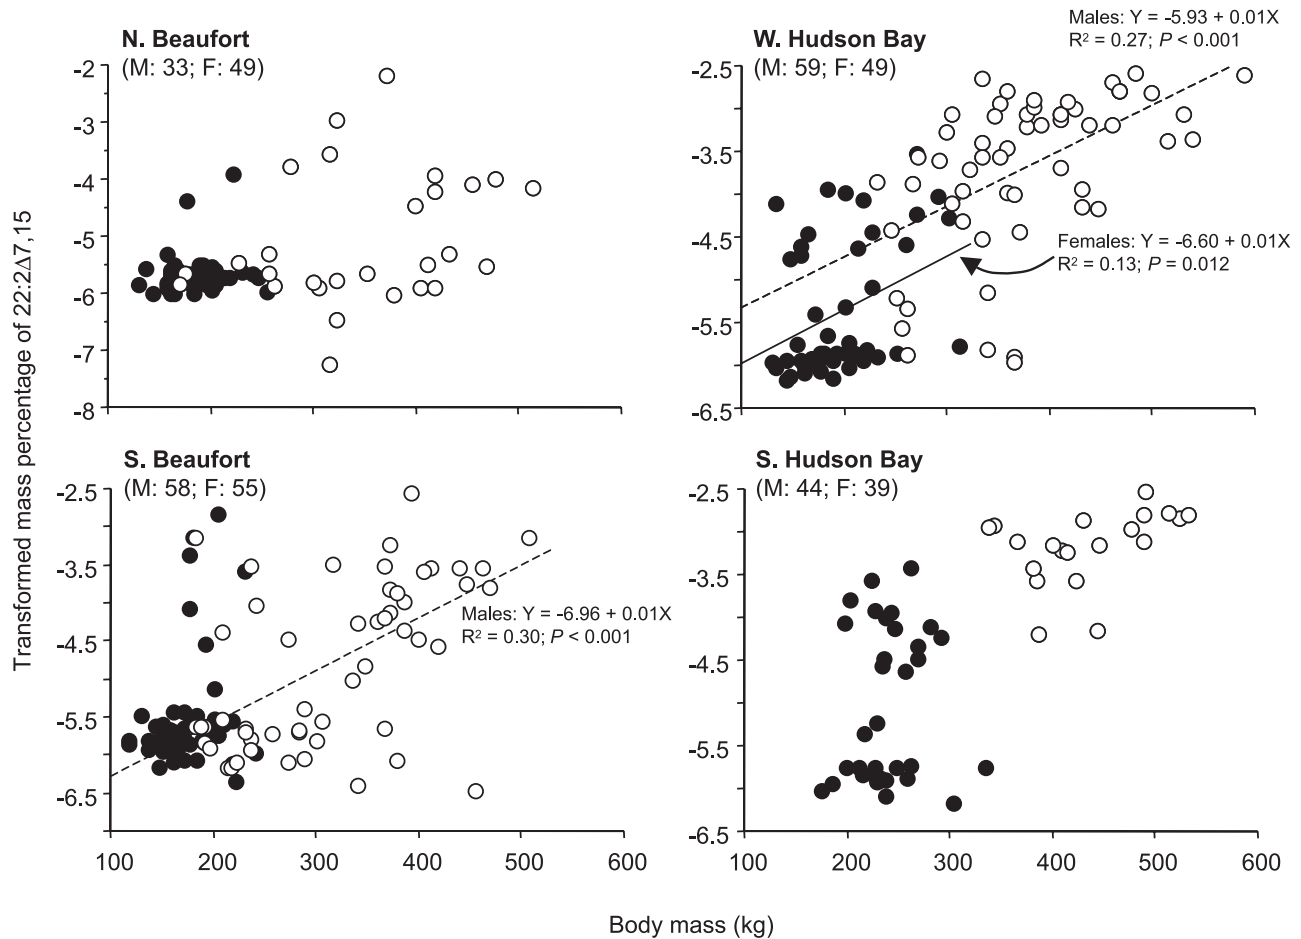 Transformed mass percentage of 22:2Δ7,15
N. Beaufort
(M: 33; F: 49)
-2
-3
-4
-5
-6
-7
-8
W. Hudson Bay
(M: 59; F: 49)
Males: Y = -5.93 + 0.01X
R² = 0.27; P < 0.001
-2.5
-3.5
-4.5
-5.5
-6.5
Females: Y = -6.60 + 0.01X
R² = 0.13; P = 0.012
S. Beaufort
(M: 58; F: 55)
-2.5
-3.5
-4.5
-5.5
-6.5
Males: Y = -6.96 + 0.01X
R² = 0.30; P < 0.001
100 200 300 400 500 600
S. Hudson Bay
(M: 44; F: 39)
-2.5
-3.5
-4.5
-5.5
-6.5
100 200 300 400 500 600
Body mass (kg)